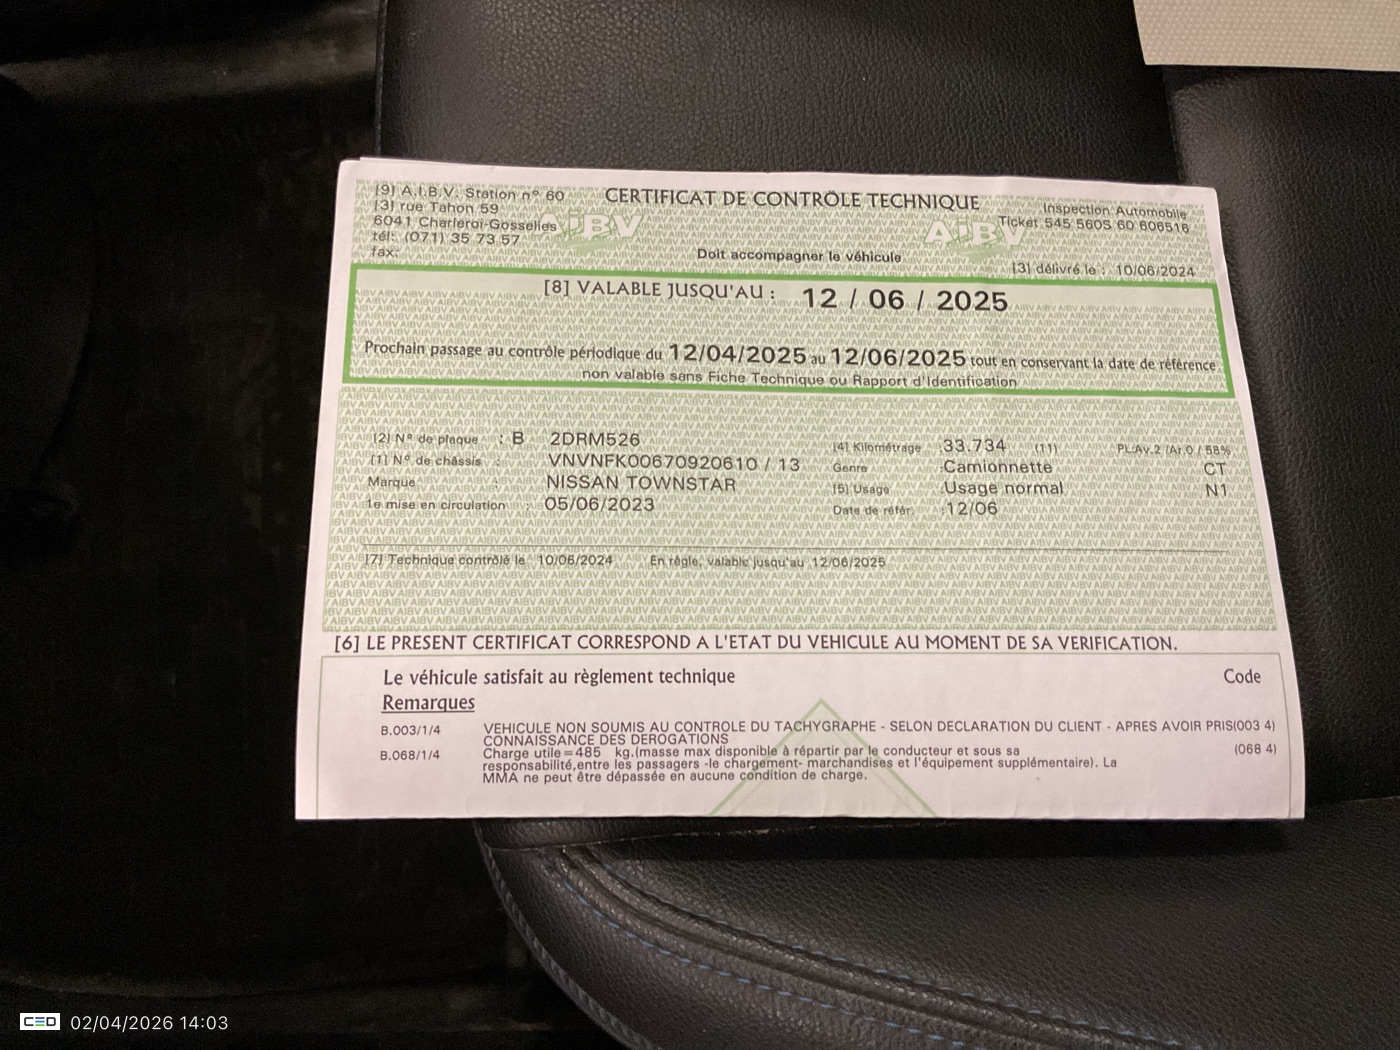 [9] A.I.B.V. Station n° 60
[3] rue Tahon 59
6041 Charleroi-Gosselies
tél: (071) 35 73 57
fax:
CERTIFICAT DE CONTRÔLE TECHNIQUE
AIBV
AIBV
Inspection Automobile
Ticket 545 5605 60 606516
Doit accompagner le véhicule
[3] délivré le : 10/06/2024
[8] VALABLE JUSQU'AU : 12 / 06 / 2025
Prochain passage au contrôle périodique du 12/04/2025 au 12/06/2025 tout en conservant la date de référence
non valable sans Fiche Technique ou Rapport d'Identification
[2] N° de plaque : B 2DRM526
[1] N° de châssis : VNVNFK00670920610 / 13
Marque : NISSAN TOWNSTAR
1e mise en circulation : 05/06/2023
[4] Kilométrage :33.734 (11) PL:Av.2 /Ar.0 / 58%
Genre :Camionnette CT
[5] Usage :Usage normal N1
Date de référ. :12/06
[7] Technique contrôlé le 10/06/2024 En règle, valable jusqu'au 12/06/2025
[6] LE PRESENT CERTIFICAT CORRESPOND A L'ETAT DU VEHICULE AU MOMENT DE SA VERIFICATION.
Le véhicule satisfait au règlement technique Code
Remarques
B.003/1/4 VEHICULE NON SOUMIS AU CONTROLE DU TACHYGRAPHE - SELON DECLARATION DU CLIENT - APRES AVOIR PRIS(003 4)
CONNAISSANCE DES DEROGATIONS
B.068/1/4 Charge utile=485 kg.(masse max disponible à répartir par le conducteur et sous sa (068 4)
responsabilité,entre les passagers -le chargement- marchandises et l'équipement supplémentaire). La
MMA ne peut être dépassée en aucune condition de charge.
CED 02/04/2026 14:03